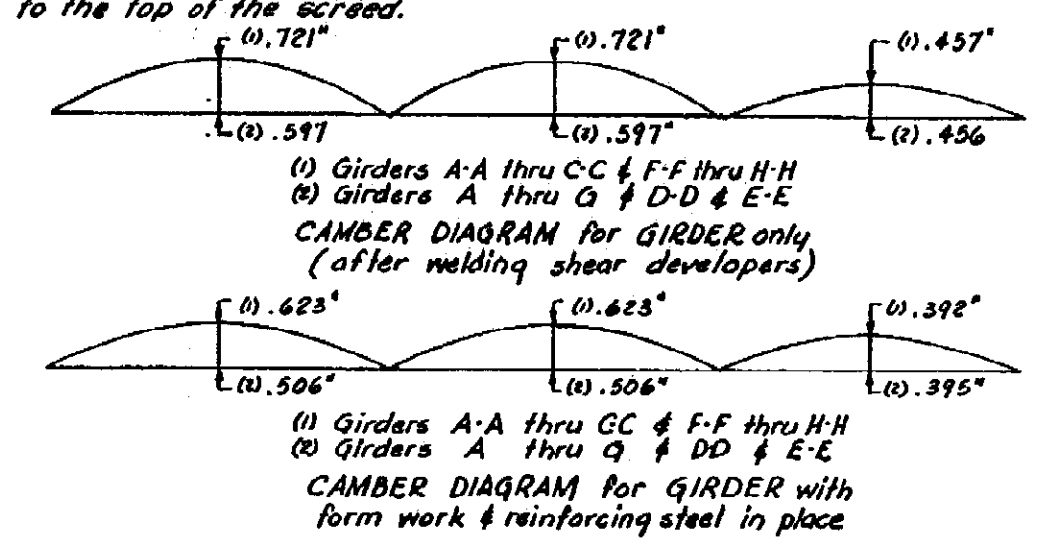 to the top of the screed.
(1).721" (1).721" (1).457"
(2).597 (2).597" (2).456
(1) Girders A-A thru C-C & F-F thru H-H
(2) Girders A thru G & D-D & E-E
CAMBER DIAGRAM for GIRDER only
(after welding shear developers)
(1).623" (1).623" (1).392"
(2).506" (2).506" (2).395"
(1) Girders A-A thru CC & F-F thru H-H
(2) Girders A thru G & DD & E-E
CAMBER DIAGRAM for GIRDER with
form work & reinforcing steel in place